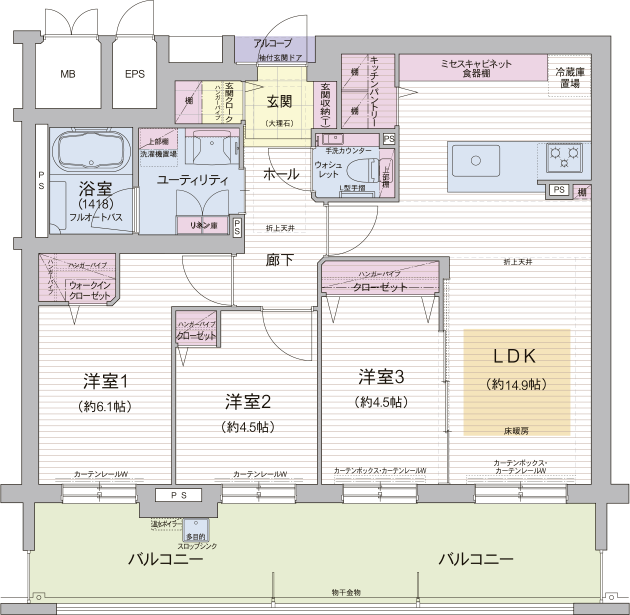 アルコーブ
袖付玄関ドア
MB
EPS
棚
玄関クローク
ハンガーパイプ
玄関
(大理石)
玄関収納(T)
棚
棚
キッチンパントリー
ミセスキャビネット
食器棚
冷蔵庫
置場
PS
上部棚
洗濯機置場
浴室
(1418)
フルオートバス
ユーティリティ
リネン庫
PS
ホール
手洗カウンター
ウォシュ
レット
上部棚
L型手摺
PS
PS
棚
折上天井
廊下
折上天井
ハンガーパイプ
ハンガーパイプ
ウォークイン
クローゼット
ハンガーパイプ
クローゼット
ハンガーパイプ
クローゼット
洋室1
(約6.1帖)
洋室2
(約4.5帖)
洋室3
(約4.5帖)
LDK
(約14.9帖)
床暖房
カーテンレールW
カーテンレールW
カーテンボックス・カーテンレールW
カーテンボックス・
カーテンレールW
PS
温水ボイラー
多目的
スロップシンク
バルコニー
バルコニー
物干金物